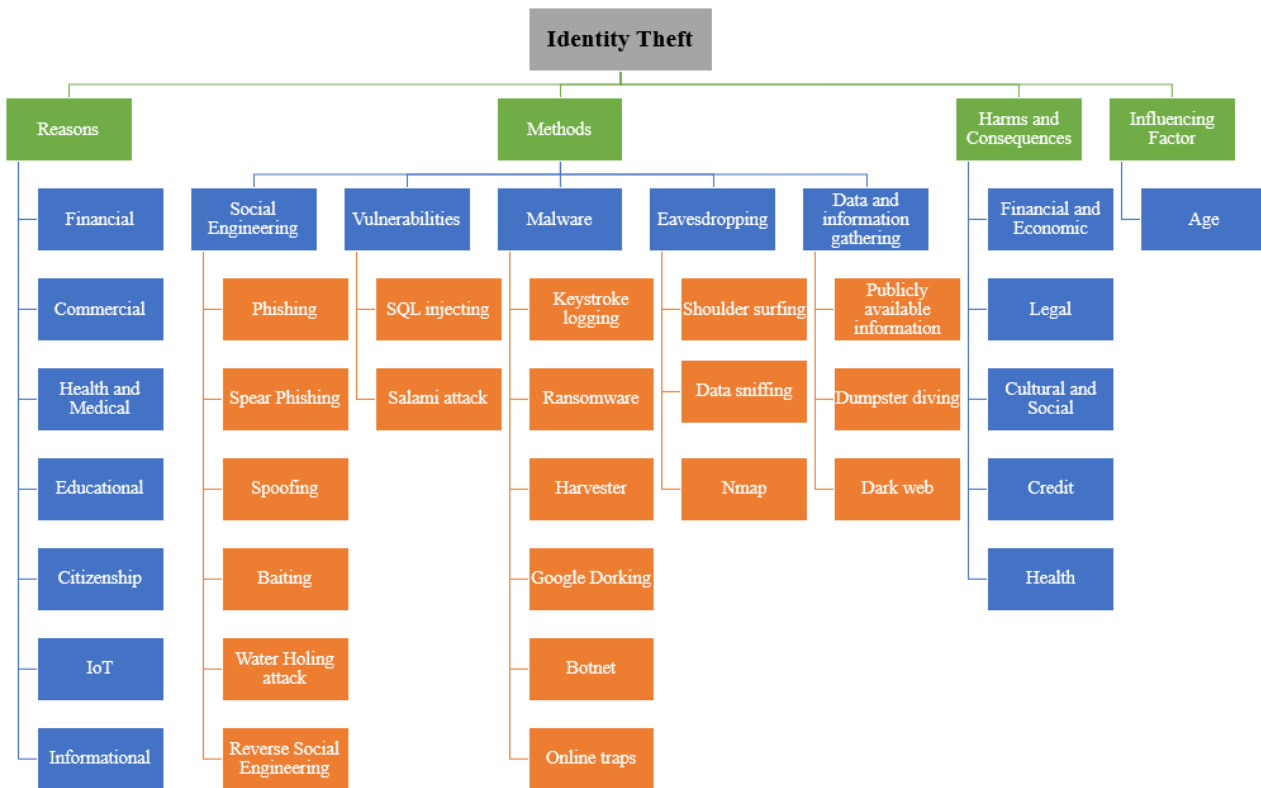 Identity Theft
Reasons
Methods
Harms and
Consequences
Influencing
Factor
Financial
Social
Engineering
Vulnerabilities
Malware
Eavesdropping
Data and
information
gathering
Financial and
Economic
Age
Commercial
Phishing
SQL injecting
Keystroke
logging
Shoulder surfing
Publicly
available
information
Legal
Health and
Medical
Spear Phishing
Salami attack
Ransomware
Data sniffing
Dumpster diving
Cultural and
Social
Educational
Spoofing
Harvester
Nmap
Dark web
Credit
Citizenship
Baiting
Google Dorking
Health
IoT
Water Holing
attack
Botnet
Informational
Reverse Social
Engineering
Online traps